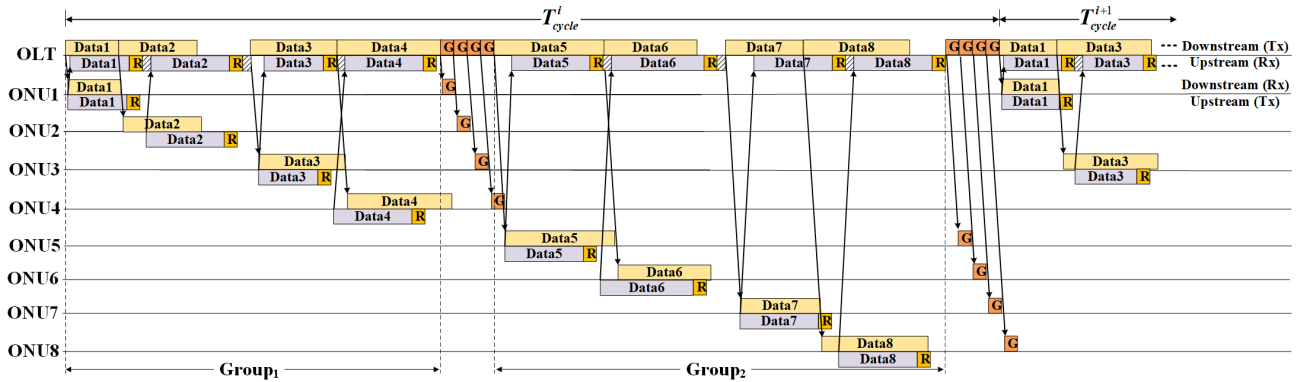 T^i_cycle T^{i+1}_cycle
Data1 Data2 Data3 Data4 G G G G Data5 Data6 Data7 Data8 G G G G Data1 Data3 Downstream (Tx)
OLT
Data1 R Data2 R Data3 R Data4 R Data5 R Data6 R Data7 R Data8 R Data1 R Data3 R Upstream (Rx)
Data1 G Data1 Downstream (Rx)
ONU1
Data1 R Data1 R Upstream (Tx)
Data2 G
ONU2
Data2 R
Data3 G Data3
ONU3
Data3 R Data3 R
Data4 G
ONU4
Data4 R
Data5 G
ONU5
Data5 R
Data6 G
ONU6
Data6 R
Data7 G
ONU7
Data7 R
Data8 G
ONU8
Data8 R
Group1 Group2